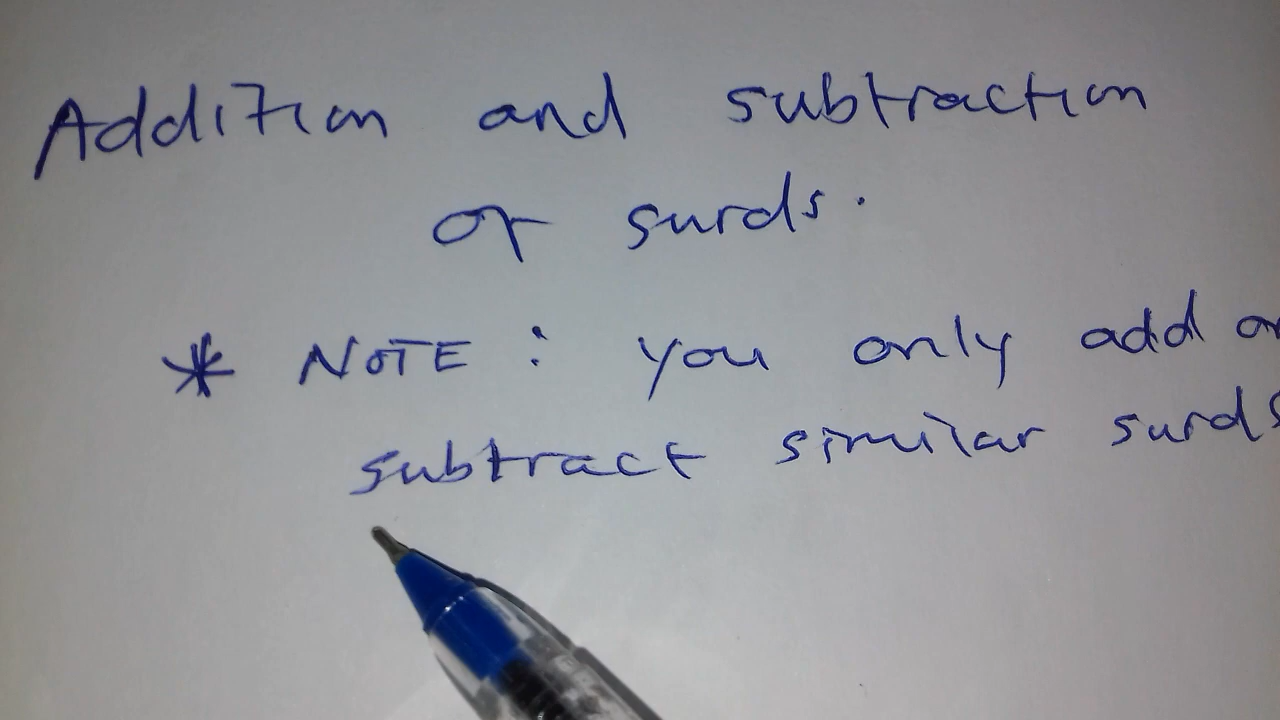 Addition and subtraction
of surds.
* NOTE : you only add
subtract similar surds